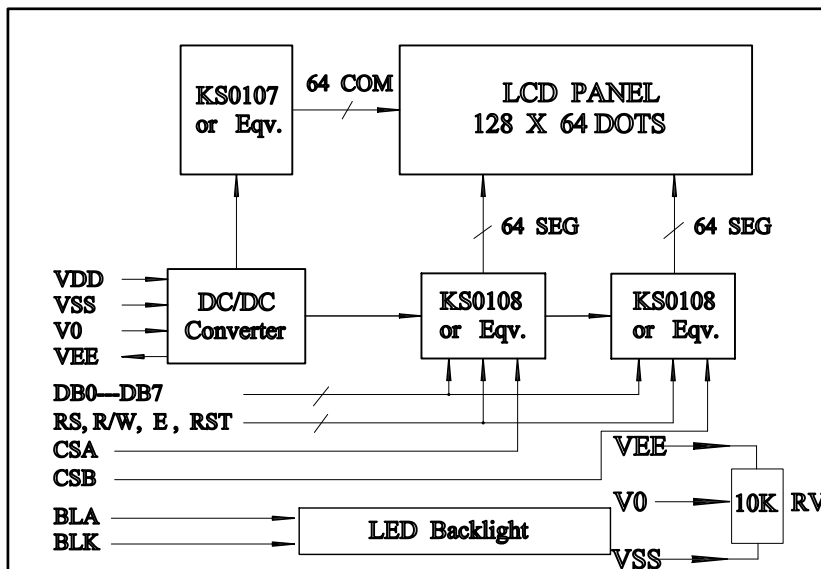 KS0107
or Eqv.
64 COM
LCD PANEL
128 X 64 DOTS
64 SEG
64 SEG
VDD
VSS
V0
VEE
DC/DC
Converter
KS0108
or Eqv.
KS0108
or Eqv.
DB0---DB7
RS, R/W, E , RST
CSA
CSB
VEE
V0
10K RV
VSS
BLA
BLK
LED Backlight